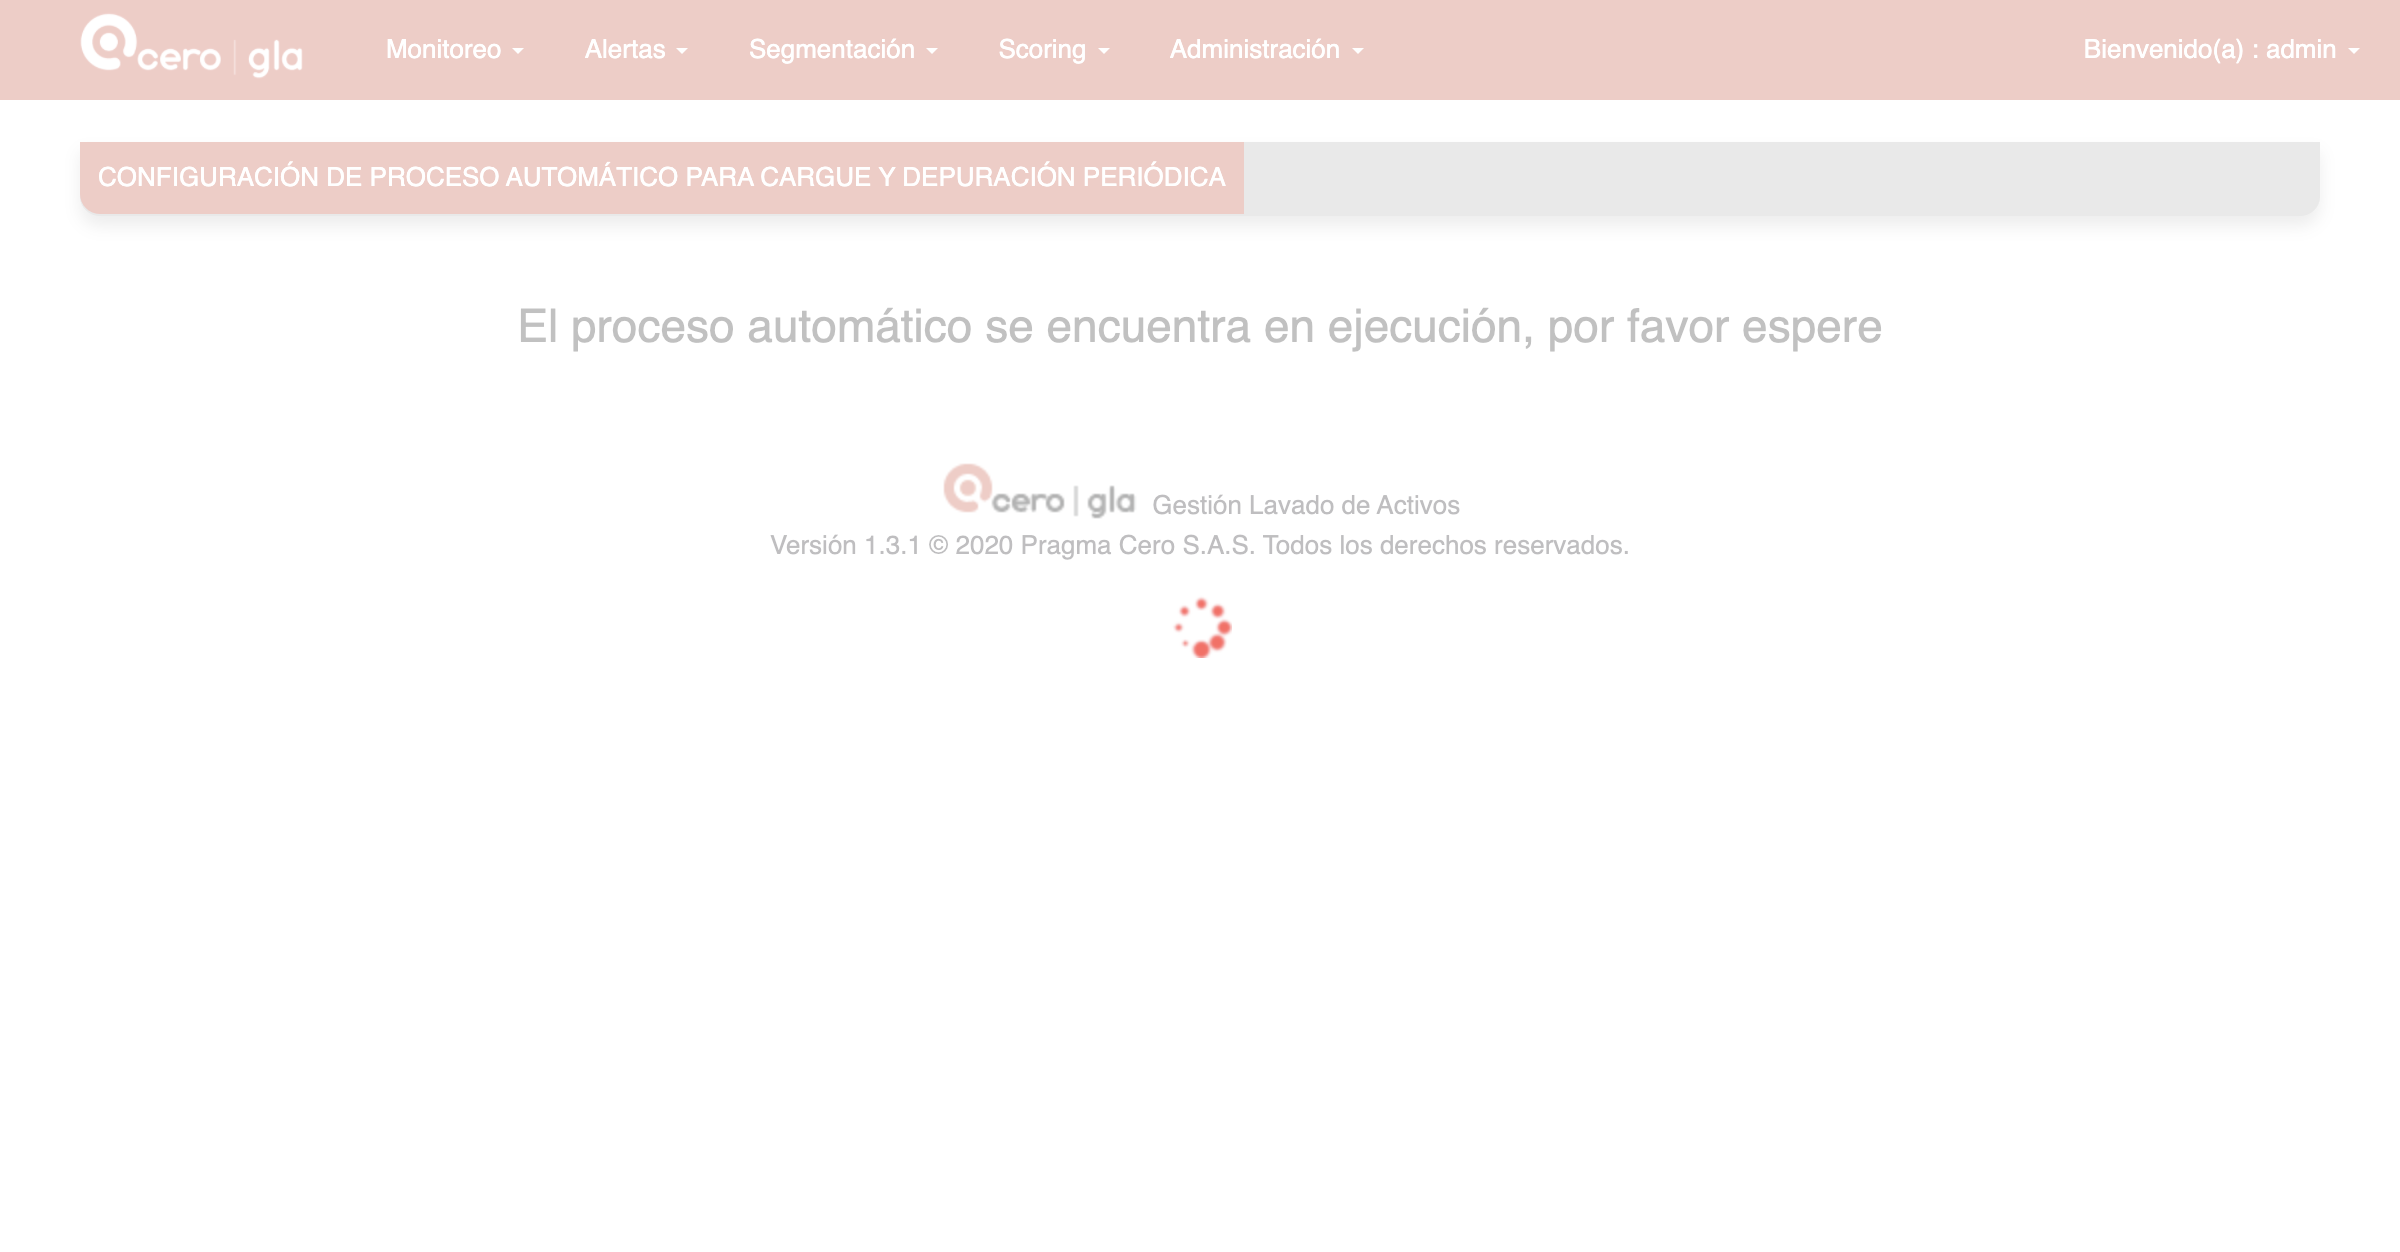 cero | gla
Monitoreo
Alertas
Segmentación
Scoring
Administración
Bienvenido(a) : admin
CONFIGURACIÓN DE PROCESO AUTOMÁTICO PARA CARGUE Y DEPURACIÓN PERIÓDICA
El proceso automático se encuentra en ejecución, por favor espere
cero | gla Gestión Lavado de Activos
Versión 1.3.1 © 2020 Pragma Cero S.A.S. Todos los derechos reservados.